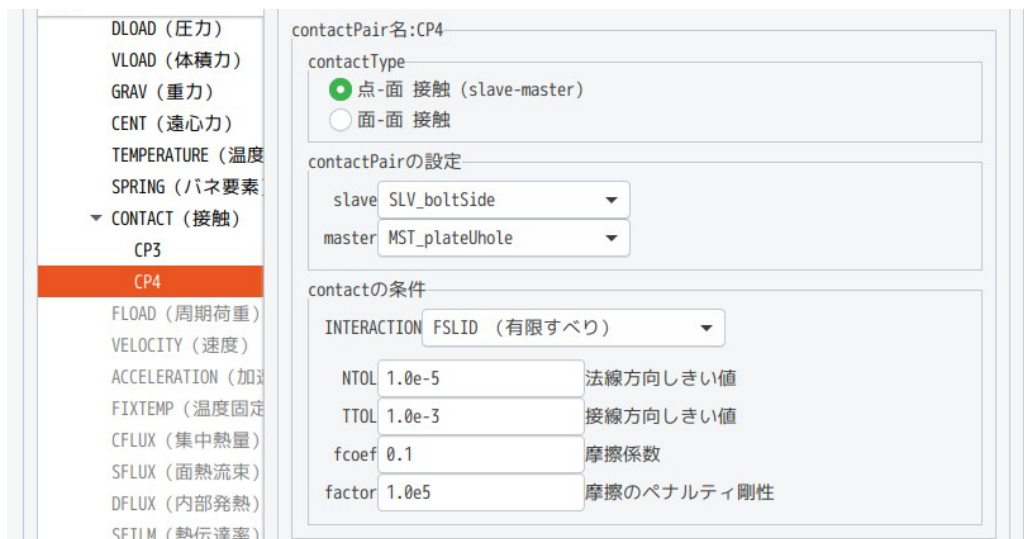 DLOAD (圧力)
VLOAD (体積力)
GRAV (重力)
CENT (遠心力)
TEMPERATURE (温度
SPRING (バネ要素
CONTACT (接触)
CP3
CP4
FLOAD (周期荷重)
VELOCITY (速度)
ACCELERATION (加速
FIXTEMP (温度固定
CFLUX (集中熱量)
SFLUX (面熱流束)
DFLUX (内部発熱)
SFILM (熱伝達率)
contactPair名:CP4
contactType
点-面 接触 (slave-master)
面-面 接触
contactPairの設定
slave SLV_boltSide
master MST_plateUhole
contactの条件
INTERACTION FSLID (有限すべり)
NTOL 1.0e-5 法線方向しきい値
TTOL 1.0e-3 接線方向しきい値
fcoef 0.1 摩擦係数
factor 1.0e5 摩擦のペナルティ剛性